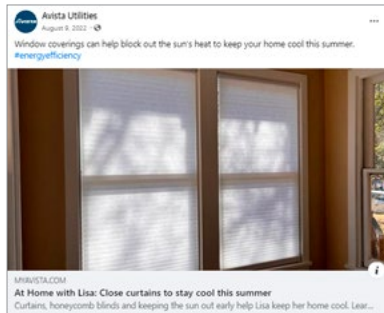 Avista Utilities
August 9, 2022 ·
Window coverings can help block out the sun's heat to keep your home cool this summer.
#energyefficiency
MYAVISTA.COM
At Home with Lisa: Close curtains to stay cool this summer
Curtains, honeycomb blinds and keeping the sun out early help Lisa keep her home cool. Lear...